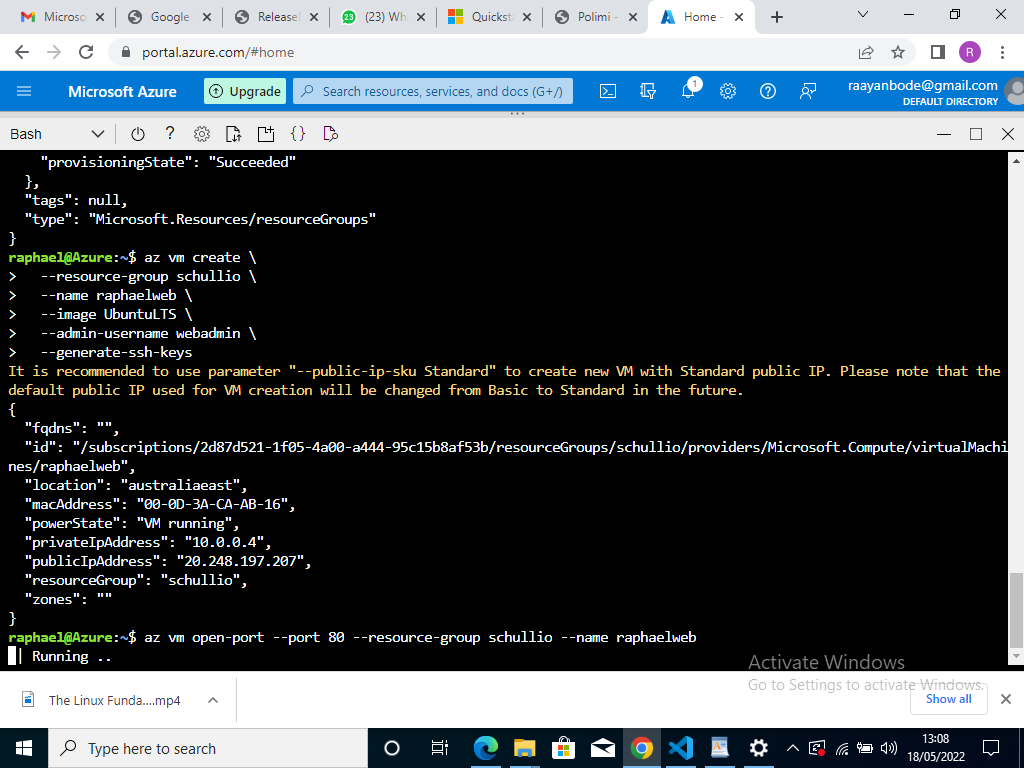 Microso
Google
Release
(23) Wh
Quickst
Polimi -
Home -
portal.azure.com/#home
R
Microsoft Azure
Upgrade
Search resources, services, and docs (G+/)
1
raayanbode@gmail.com
DEFAULT DIRECTORY
Bash
"provisioningState": "Succeeded"
},
"tags": null,
"type": "Microsoft.Resources/resourceGroups"
}
raphael@Azure:~$ az vm create \
>   --resource-group schullio \
>   --name raphaelweb \
>   --image UbuntuLTS \
>   --admin-username webadmin \
>   --generate-ssh-keys
It is recommended to use parameter "--public-ip-sku Standard" to create new VM with Standard public IP. Please note that the
default public IP used for VM creation will be changed from Basic to Standard in the future.
{
"fqdns": "",
"id": "/subscriptions/2d87d521-1f05-4a00-a444-95c15b8af53b/resourceGroups/schullio/providers/Microsoft.Compute/virtualMachi
nes/raphaelweb",
"location": "australiaeast",
"macAddress": "00-0D-3A-CA-AB-16",
"powerState": "VM running",
"privateIpAddress": "10.0.0.4",
"publicIpAddress": "20.248.197.207",
"resourceGroup": "schullio",
"zones": ""
}
raphael@Azure:~$ az vm open-port --port 80 --resource-group schullio --name raphaelweb
| Running ..
Activate Windows
Go to Settings to activate Windows.
The Linux Funda....mp4
Show all
Type here to search
13:08
18/05/2022